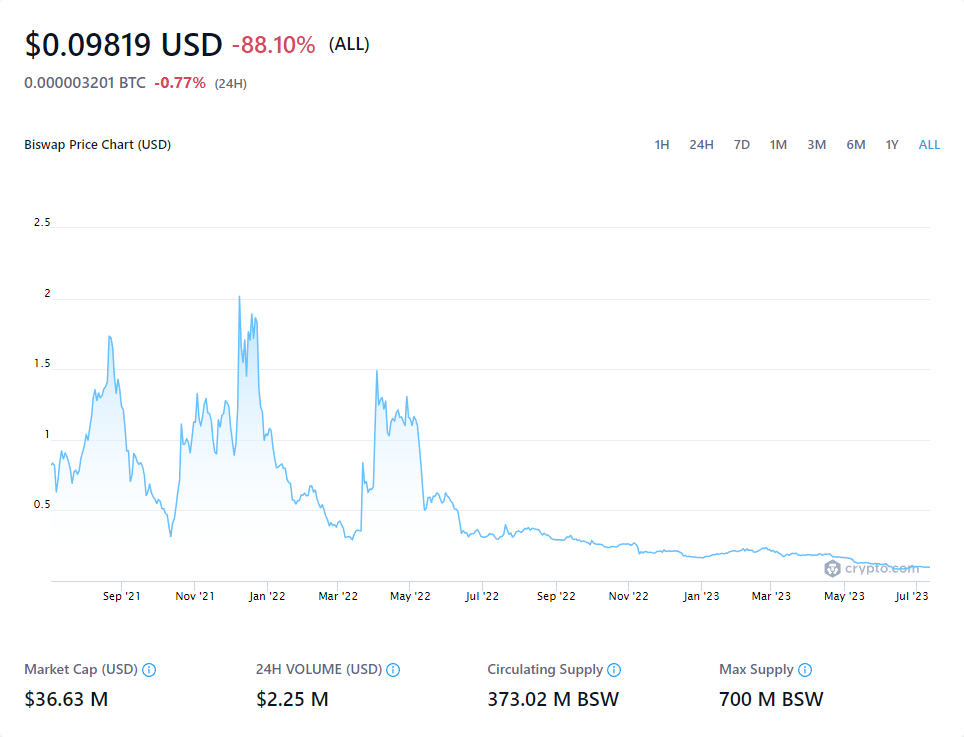 $0.09819 USD -88.10% (ALL)
0.000003201 BTC -0.77% (24H)
Biswap Price Chart (USD) 1H 24H 7D 1M 3M 6M 1Y ALL
2.5
2
1.5
1
0.5
crypto.com
Sep '21 Nov '21 Jan '22 Mar '22 May '22 Jul '22 Sep '22 Nov '22 Jan '23 Mar '23 May '23 Jul '23
Market Cap (USD) 24H VOLUME (USD) Circulating Supply Max Supply
$36.63 M $2.25 M 373.02 M BSW 700 M BSW